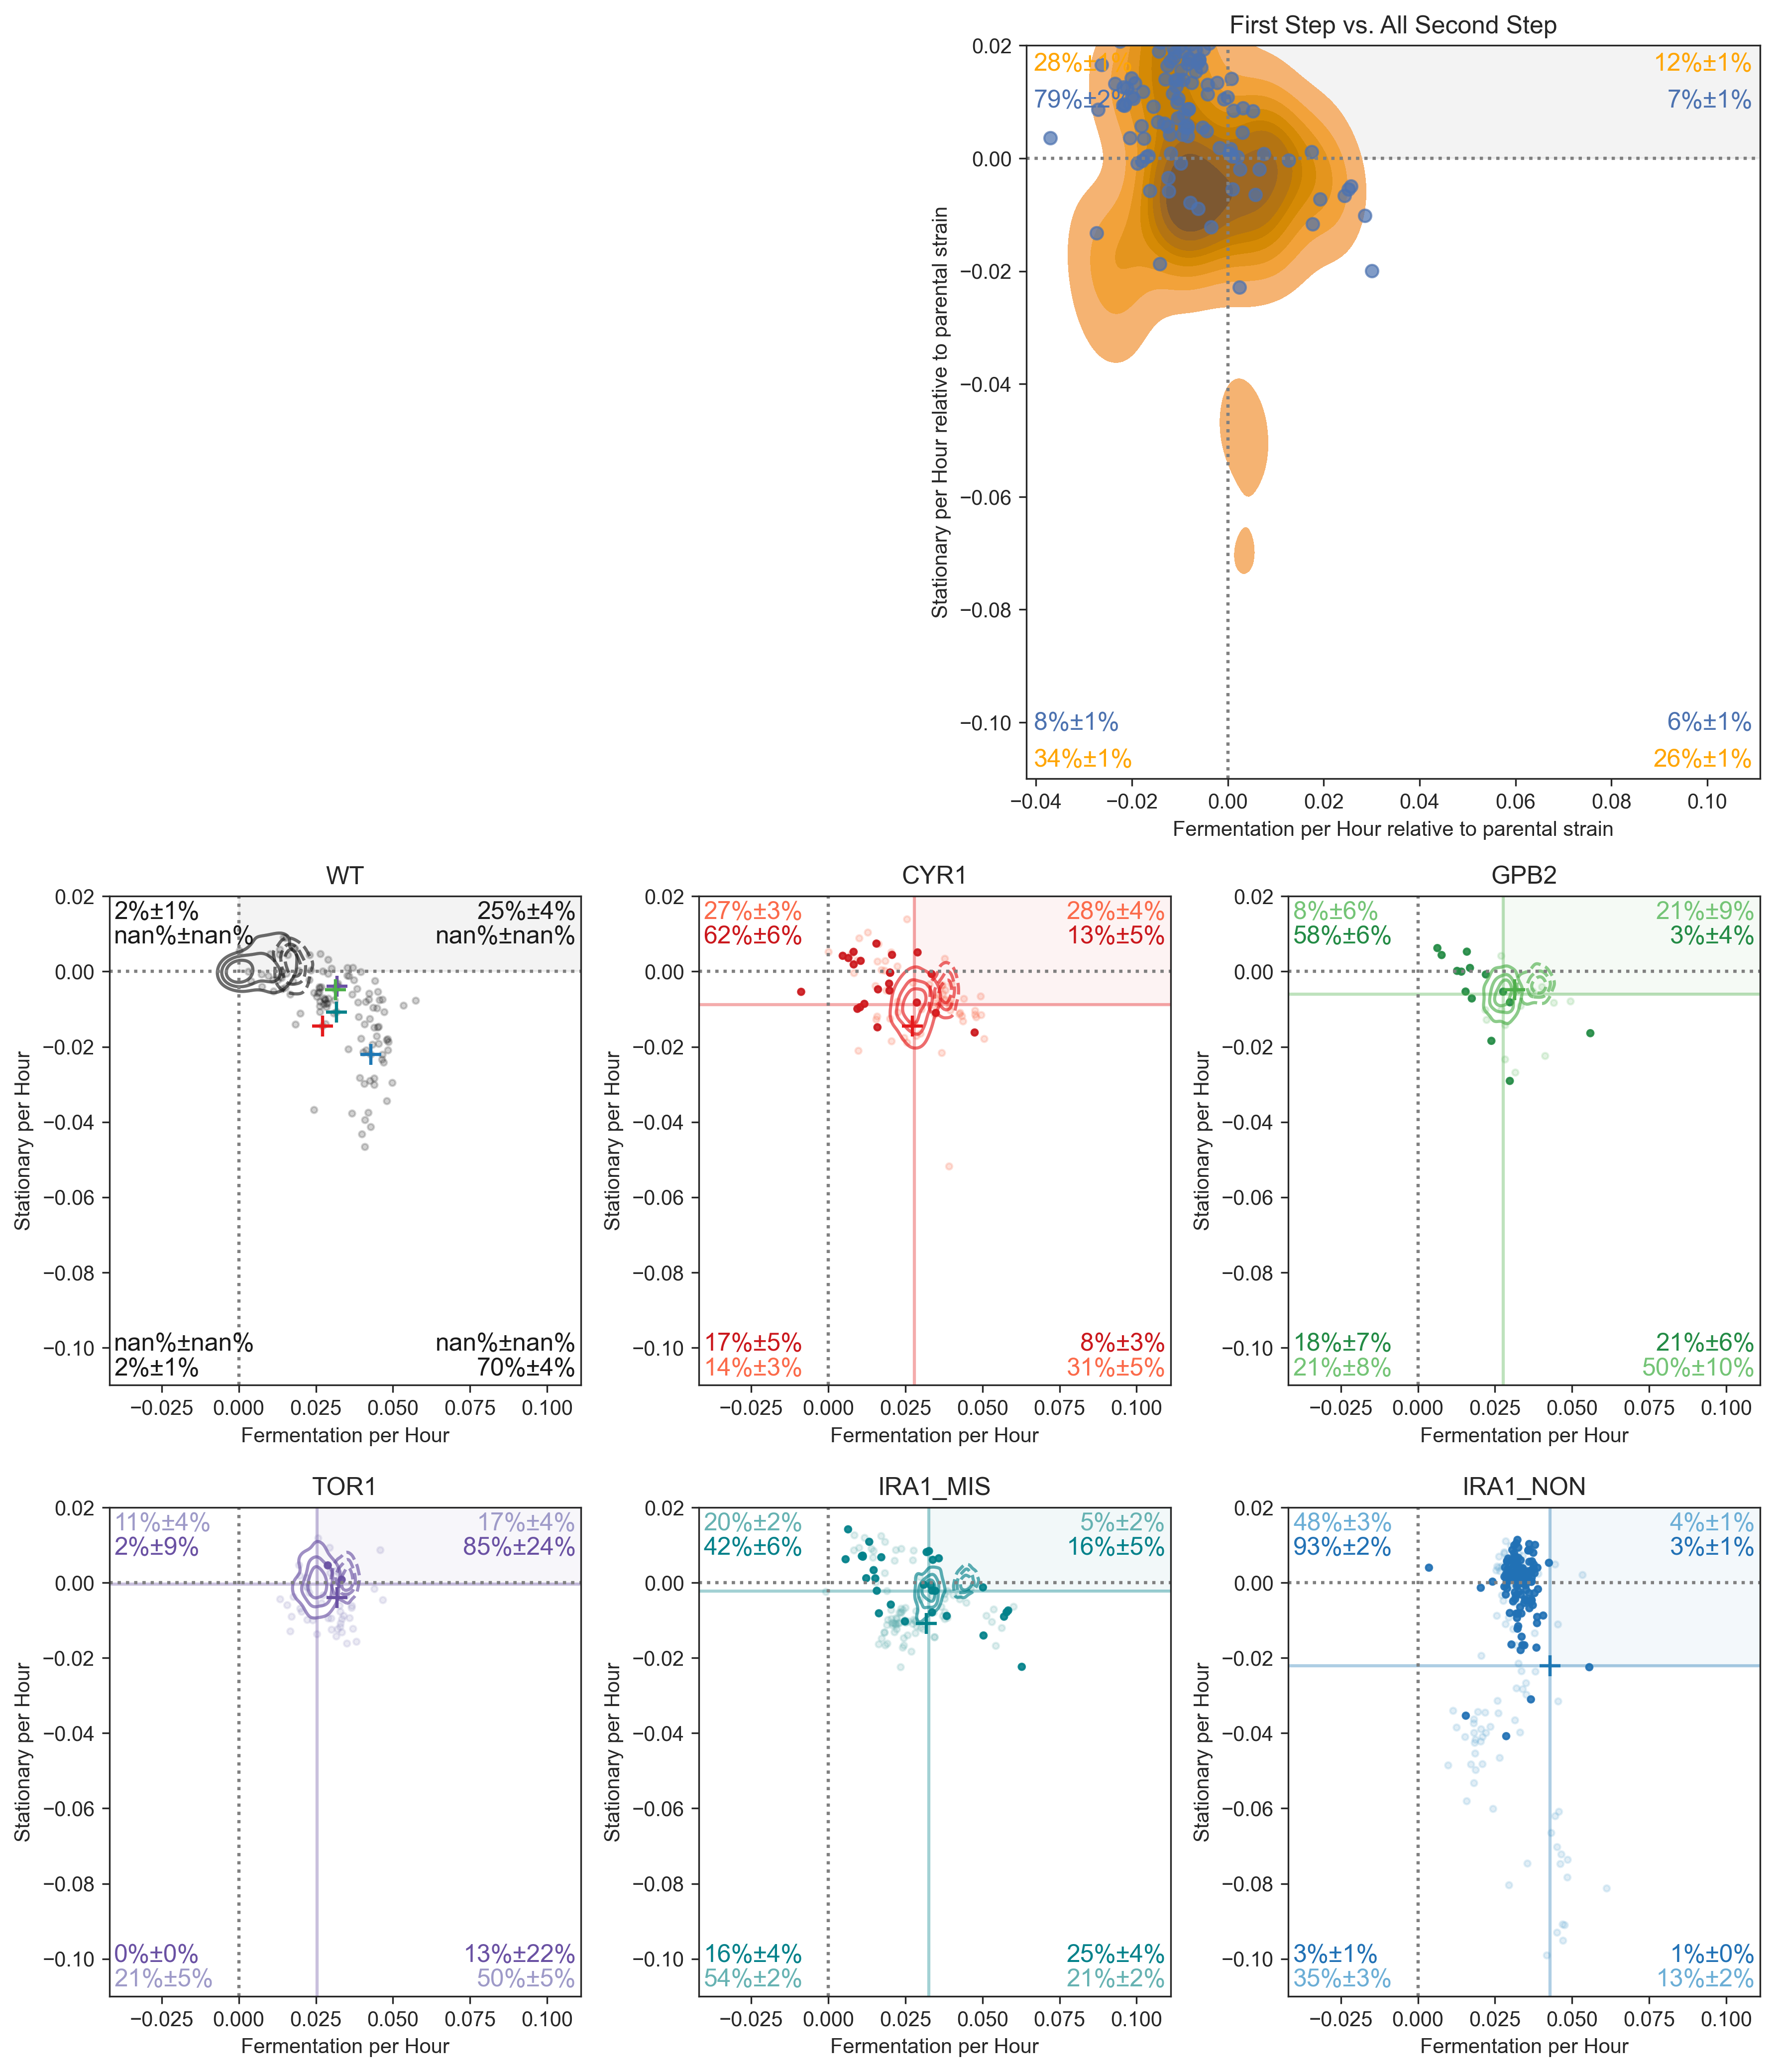 First Step vs. All Second Step
0.02
28%±
12%±1%
79%±2%
7%±1%
0.00
−0.02
−0.04
−0.06
−0.08
−0.10
8%±1%
6%±1%
34%±1%
26%±1%
Stationary per Hour relative to parental strain
−0.04 −0.02 0.00 0.02 0.04 0.06 0.08 0.10
Fermentation per Hour relative to parental strain
WT
0.02
2%±1% 25%±4%
nan%±nan% nan%±nan%
0.00
−0.02
−0.04
−0.06
−0.08
−0.10
nan%±nan% nan%±nan%
2%±1% 70%±4%
Stationary per Hour
−0.025 0.000 0.025 0.050 0.075 0.100
Fermentation per Hour
CYR1
0.02
27%±3% 28%±4%
62%±6% 13%±5%
0.00
−0.02
−0.04
−0.06
−0.08
−0.10
17%±5% 8%±3%
14%±3% 31%±5%
Stationary per Hour
−0.025 0.000 0.025 0.050 0.075 0.100
Fermentation per Hour
GPB2
0.02
8%±6% 21%±9%
58%±6% 3%±4%
0.00
−0.02
−0.04
−0.06
−0.08
−0.10
18%±7% 21%±6%
21%±8% 50%±10%
Stationary per Hour
−0.025 0.000 0.025 0.050 0.075 0.100
Fermentation per Hour
TOR1
0.02
11%±4% 17%±4%
2%±9% 85%±24%
0.00
−0.02
−0.04
−0.06
−0.08
−0.10
0%±0% 13%±22%
21%±5% 50%±5%
Stationary per Hour
−0.025 0.000 0.025 0.050 0.075 0.100
Fermentation per Hour
IRA1_MIS
0.02
20%±2% 5%±2%
42%±6% 16%±5%
0.00
−0.02
−0.04
−0.06
−0.08
−0.10
16%±4% 25%±4%
54%±2% 21%±2%
Stationary per Hour
−0.025 0.000 0.025 0.050 0.075 0.100
Fermentation per Hour
IRA1_NON
0.02
48%±3% 4%±1%
93%±2% 3%±1%
0.00
−0.02
−0.04
−0.06
−0.08
−0.10
3%±1% 1%±0%
35%±3% 13%±2%
Stationary per Hour
−0.025 0.000 0.025 0.050 0.075 0.100
Fermentation per Hour